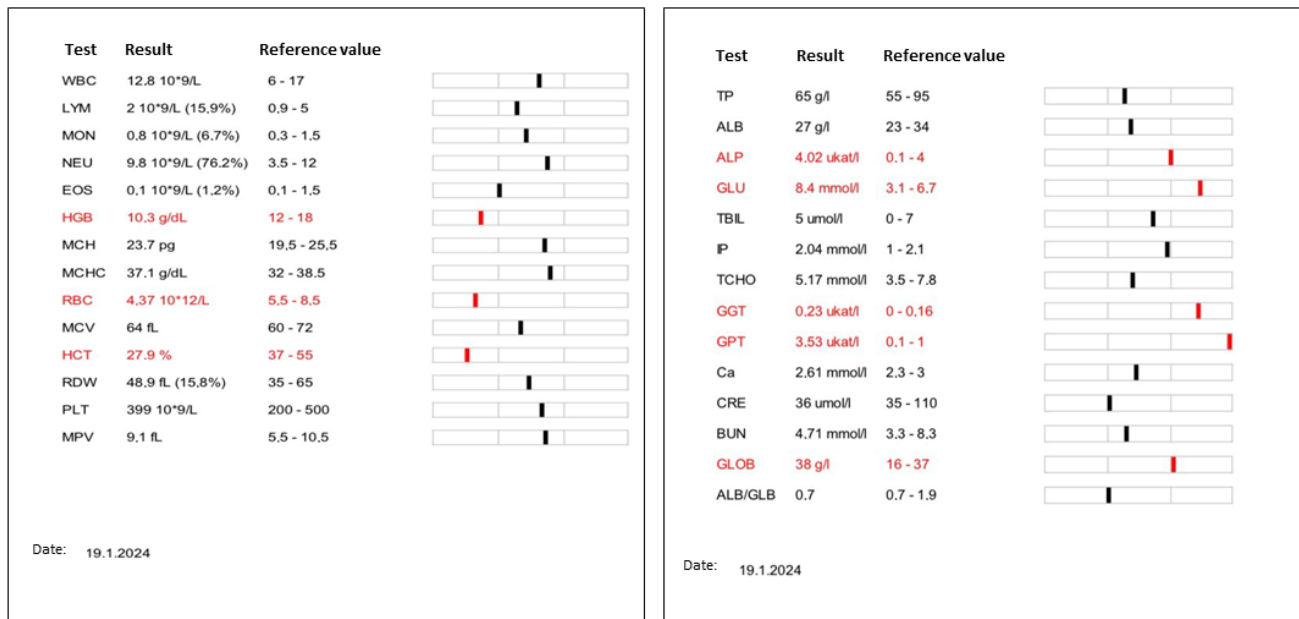 Test Result Reference value
WBC 12.8 10*9/L 6 - 17
LYM 2 10*9/L (15,9%) 0,9 - 5
MON 0.8 10*9/L (6.7%) 0.3 - 1.5
NEU 9.8 10*9/L (76.2%) 3.5 - 12
EOS 0,1 10*9/L (1,2%) 0,1 - 1,5
HGB 10.3 g/dL 12 - 18
MCH 23.7 pg 19,5 - 25,5
MCHC 37.1 g/dL 32 - 38.5
RBC 4,37 10*12/L 5,5 - 8,5
MCV 64 fL 60 - 72
HCT 27.9 % 37 - 55
RDW 48,9 fL (15,8%) 35 - 65
PLT 399 10*9/L 200 - 500
MPV 9,1 fL 5,5 - 10,5
Date: 19.1.2024
Test Result Reference value
TP 65 g/l 55 - 95
ALB 27 g/l 23 - 34
ALP 4.02 ukat/l 0.1 - 4
GLU 8.4 mmol/l 3.1 - 6.7
TBIL 5 umol/l 0 - 7
IP 2.04 mmol/l 1 - 2.1
TCHO 5.17 mmol/l 3.5 - 7.8
GGT 0,23 ukat/l 0 - 0,16
GPT 3.53 ukat/l 0.1 - 1
Ca 2.61 mmol/l 2.3 - 3
CRE 36 umol/l 35 - 110
BUN 4.71 mmol/l 3.3 - 8.3
GLOB 38 g/l 16 - 37
ALB/GLB 0.7 0.7 - 1.9
Date: 19.1.2024